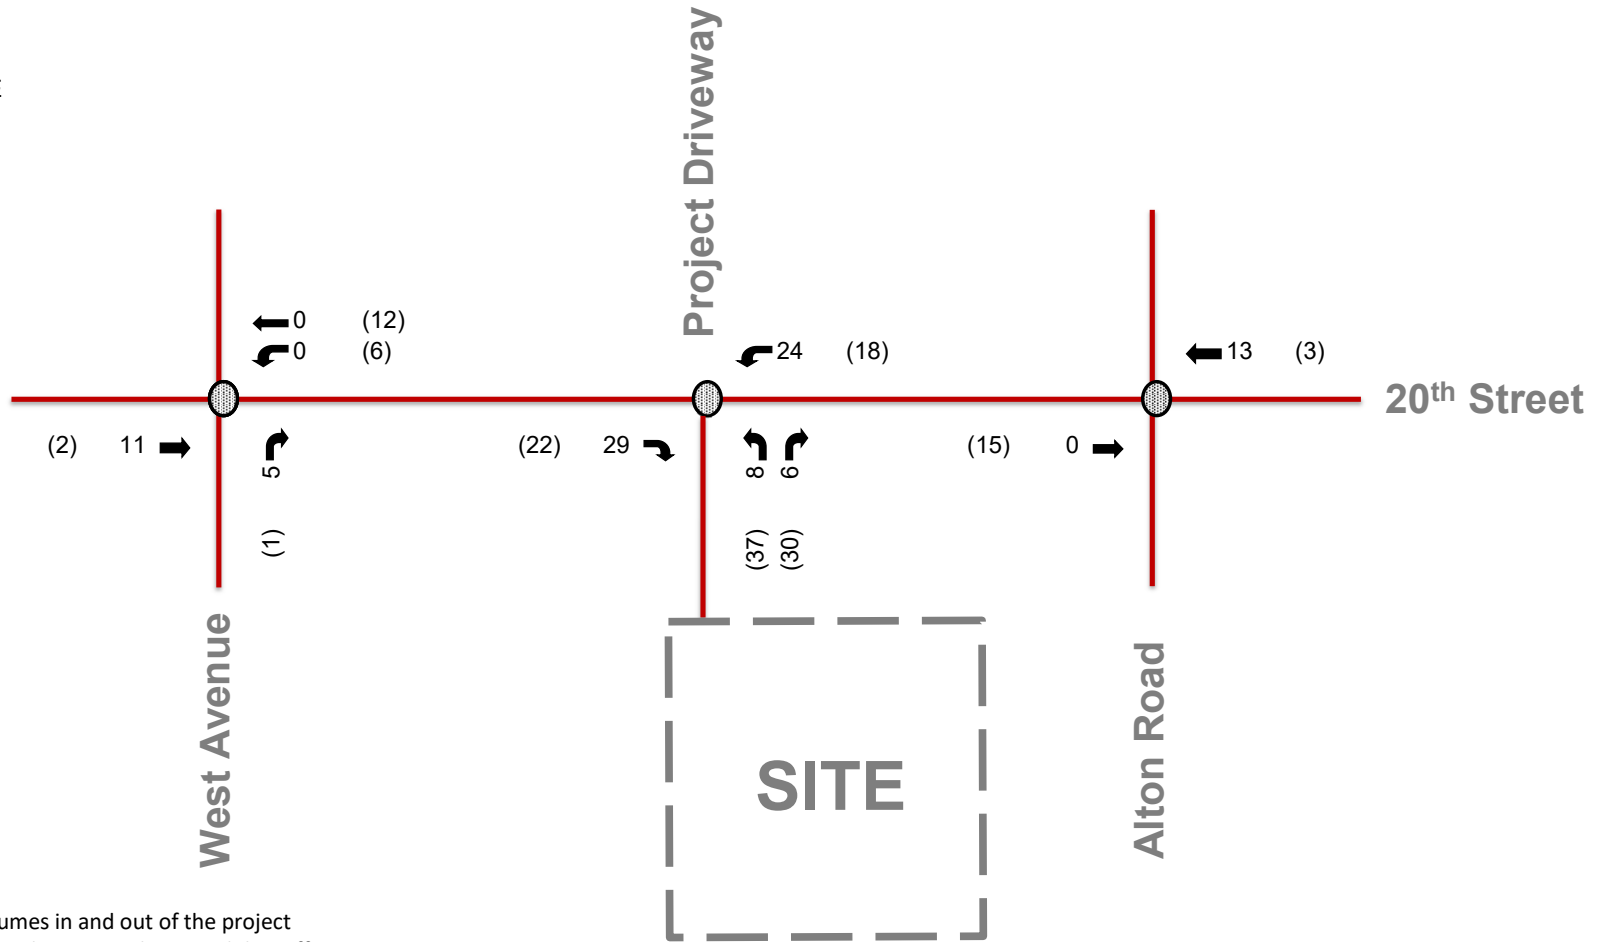 Project Driveway
0 (12)
0 (6)
24 (18)
13 (3)
20th Street
(2) 11
5
(1)
(22) 29
8 6
(37) (30)
(15) 0
West Avenue
Alton Road
SITE
in and out of the project